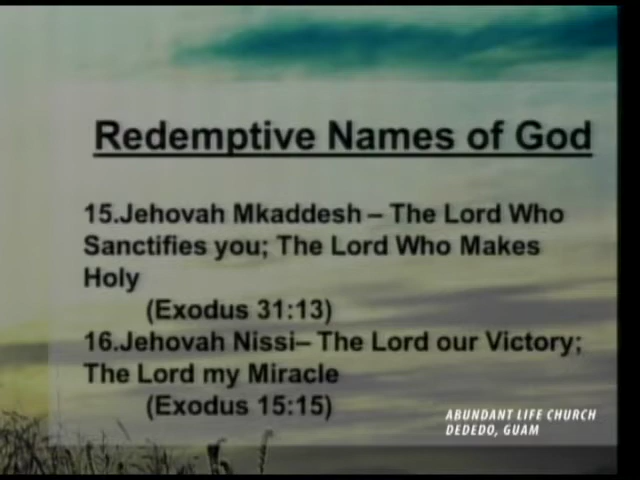 Redemptive Names of God
15.Jehovah Mkaddesh – The Lord Who
Sanctifies you; The Lord Who Makes
Holy
(Exodus 31:13)
16.Jehovah Nissi– The Lord our Victory;
The Lord my Miracle
(Exodus 15:15)
ABUNDANT LIFE CHURCH
DEDEDO, GUAM